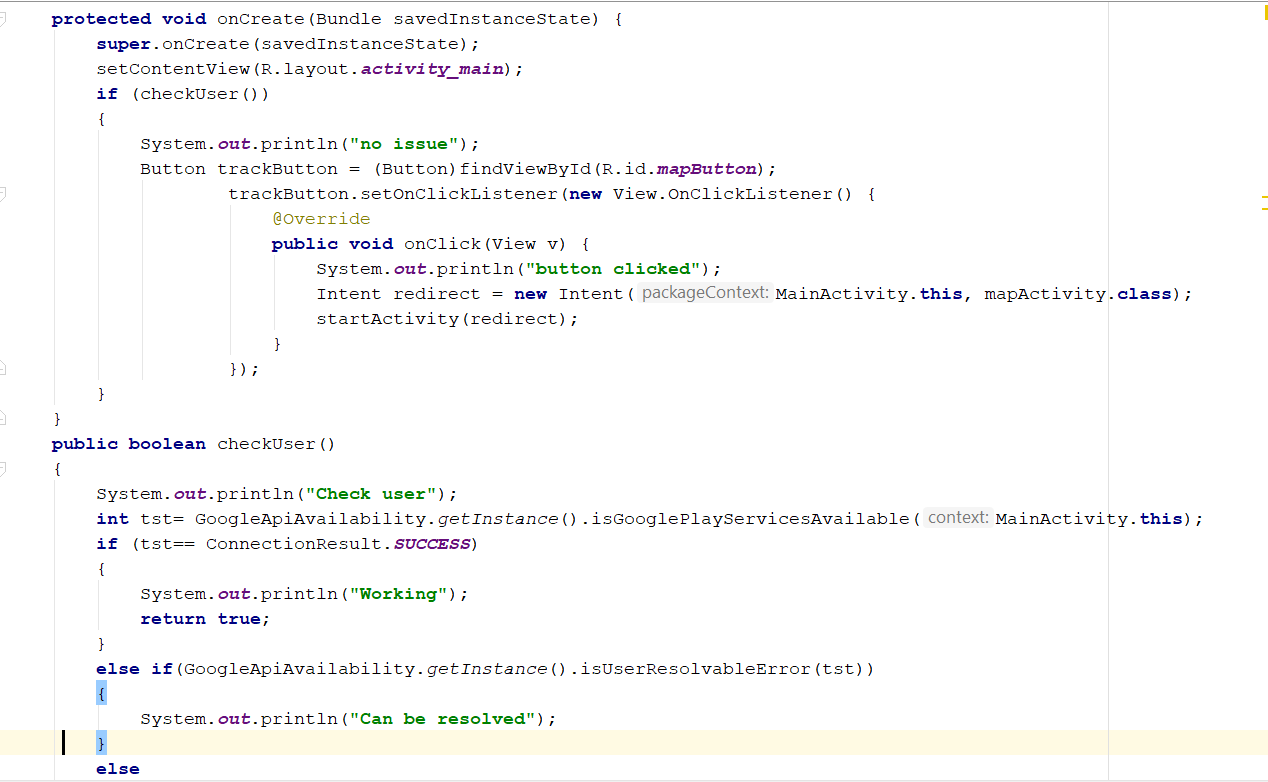 protected void onCreate(Bundle savedInstanceState) {
    super.onCreate(savedInstanceState);
    setContentView(R.layout.activity_main);
    if (checkUser())
    {
        System.out.println("no issue");
        Button trackButton = (Button)findViewById(R.id.mapButton);
                trackButton.setOnClickListener(new View.OnClickListener() {
                    @Override
                    public void onClick(View v) {
                        System.out.println("button clicked");
                        Intent redirect = new Intent( packageContext: MainActivity.this, mapActivity.class);
                        startActivity(redirect);
                    }
                });
    }
}
public boolean checkUser()
{
    System.out.println("Check user");
    int tst= GoogleApiAvailability.getInstance().isGooglePlayServicesAvailable( context: MainActivity.this);
    if (tst== ConnectionResult.SUCCESS)
    {
        System.out.println("Working");
        return true;
    }
    else if(GoogleApiAvailability.getInstance().isUserResolvableError(tst))
    {
        System.out.println("Can be resolved");
    }
    else